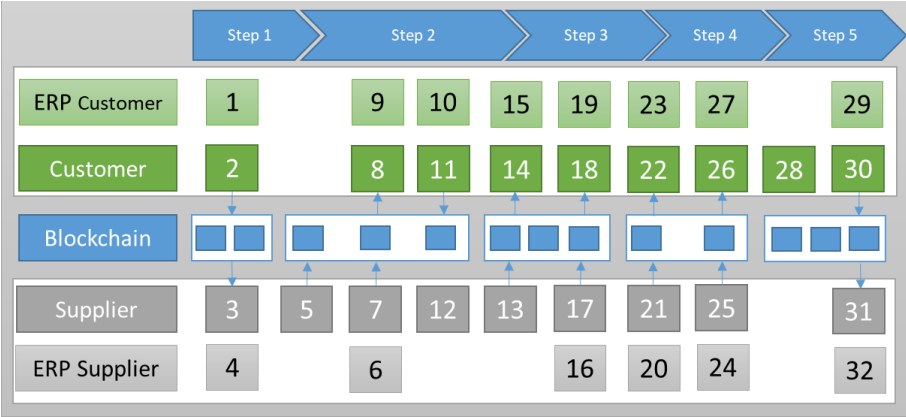 Step 1 Step 2 Step 3 Step 4 Step 5
ERP Customer 1 9 10 15 19 23 27 29
Customer 2 8 11 14 18 22 26 28 30
Blockchain
Supplier 3 5 7 12 13 17 21 25 31
ERP Supplier 4 6 16 20 24 32